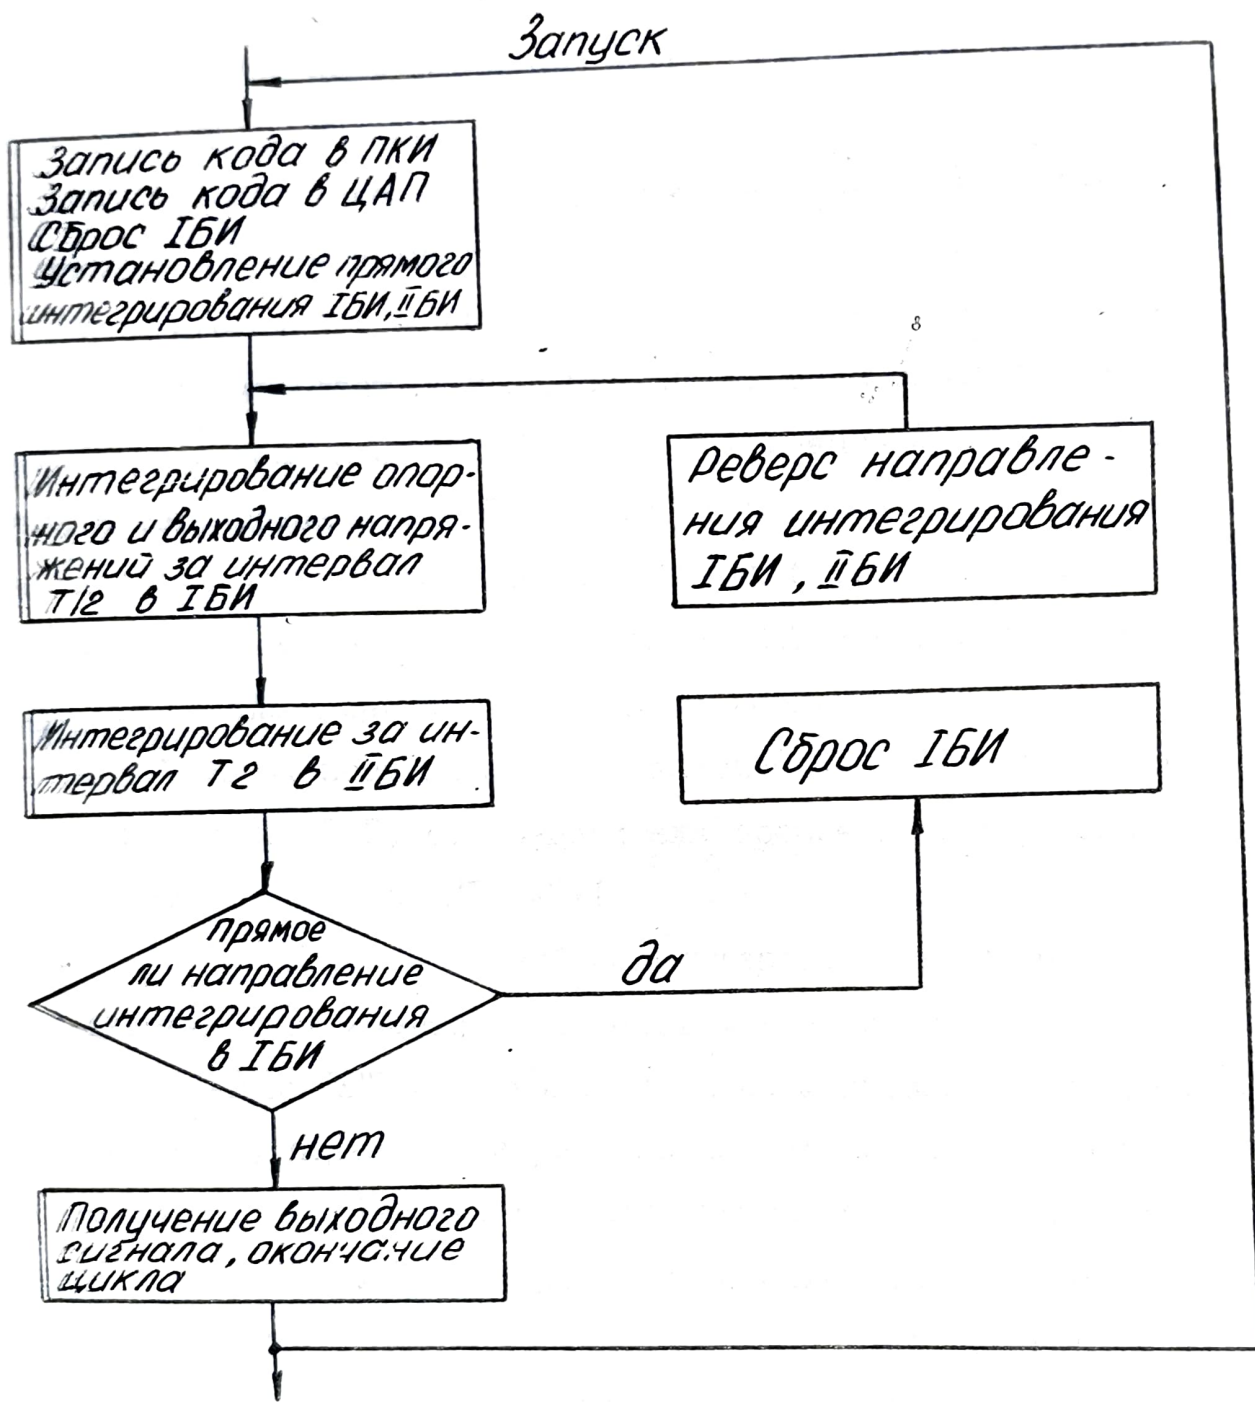 Запуск
Запись кода в ПКИ
Запись кода в ЦАП
Сброс IБИ
Установление прямого
интегрирования IБИ, IIБИ
Интегрирование опор-
ного и выходного напря-
жений за интервал
T/2 в IБИ
Реверс направле-
ния интегрирования
IБИ, IIБИ
Интегрирование за ин-
тервал T2 в IIБИ
Сброс IБИ
прямое
ли направление
интегрирования
в IБИ
да
нет
Получение выходного
сигнала, окончание
цикла